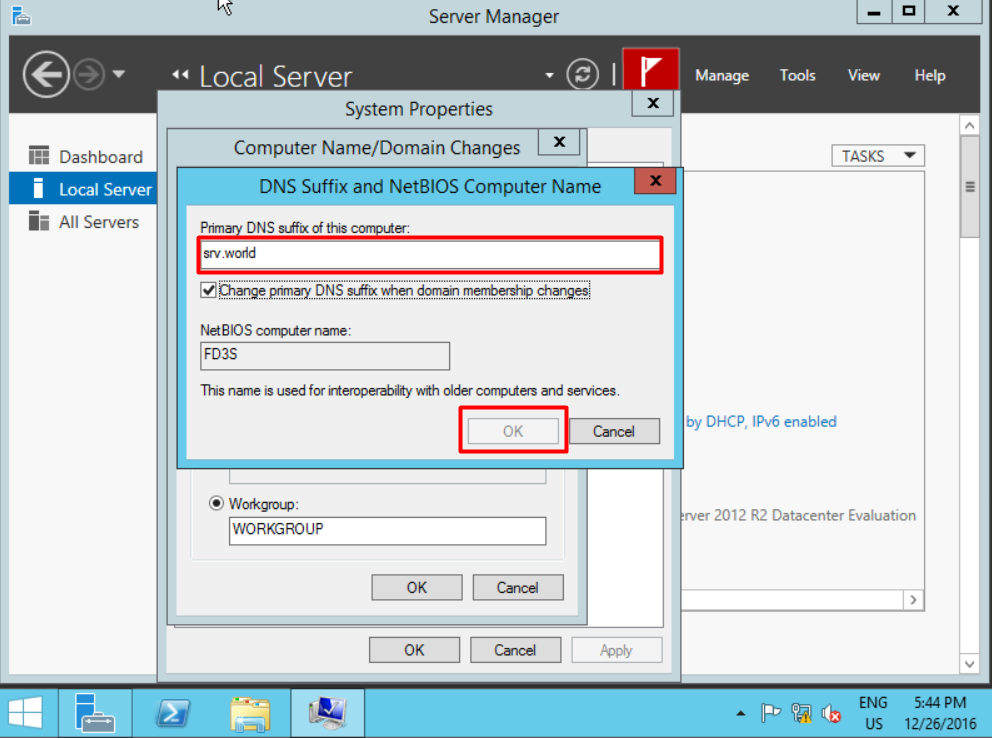 Server Manager
Local Server
Manage Tools View Help
System Properties
Computer Name/Domain Changes
DNS Suffix and NetBIOS Computer Name
Dashboard
Local Server
All Servers
TASKS
Primary DNS suffix of this computer:
srv.world
Change primary DNS suffix when domain membership changes
NetBIOS computer name:
FD3S
This name is used for interoperability with older computers and services.
OK Cancel
by DHCP, IPv6 enabled
Workgroup:
WORKGROUP
2012 R2 Datacenter Evaluation
OK Cancel
OK Cancel Apply
ENG 5:44 PM
US 12/26/2016